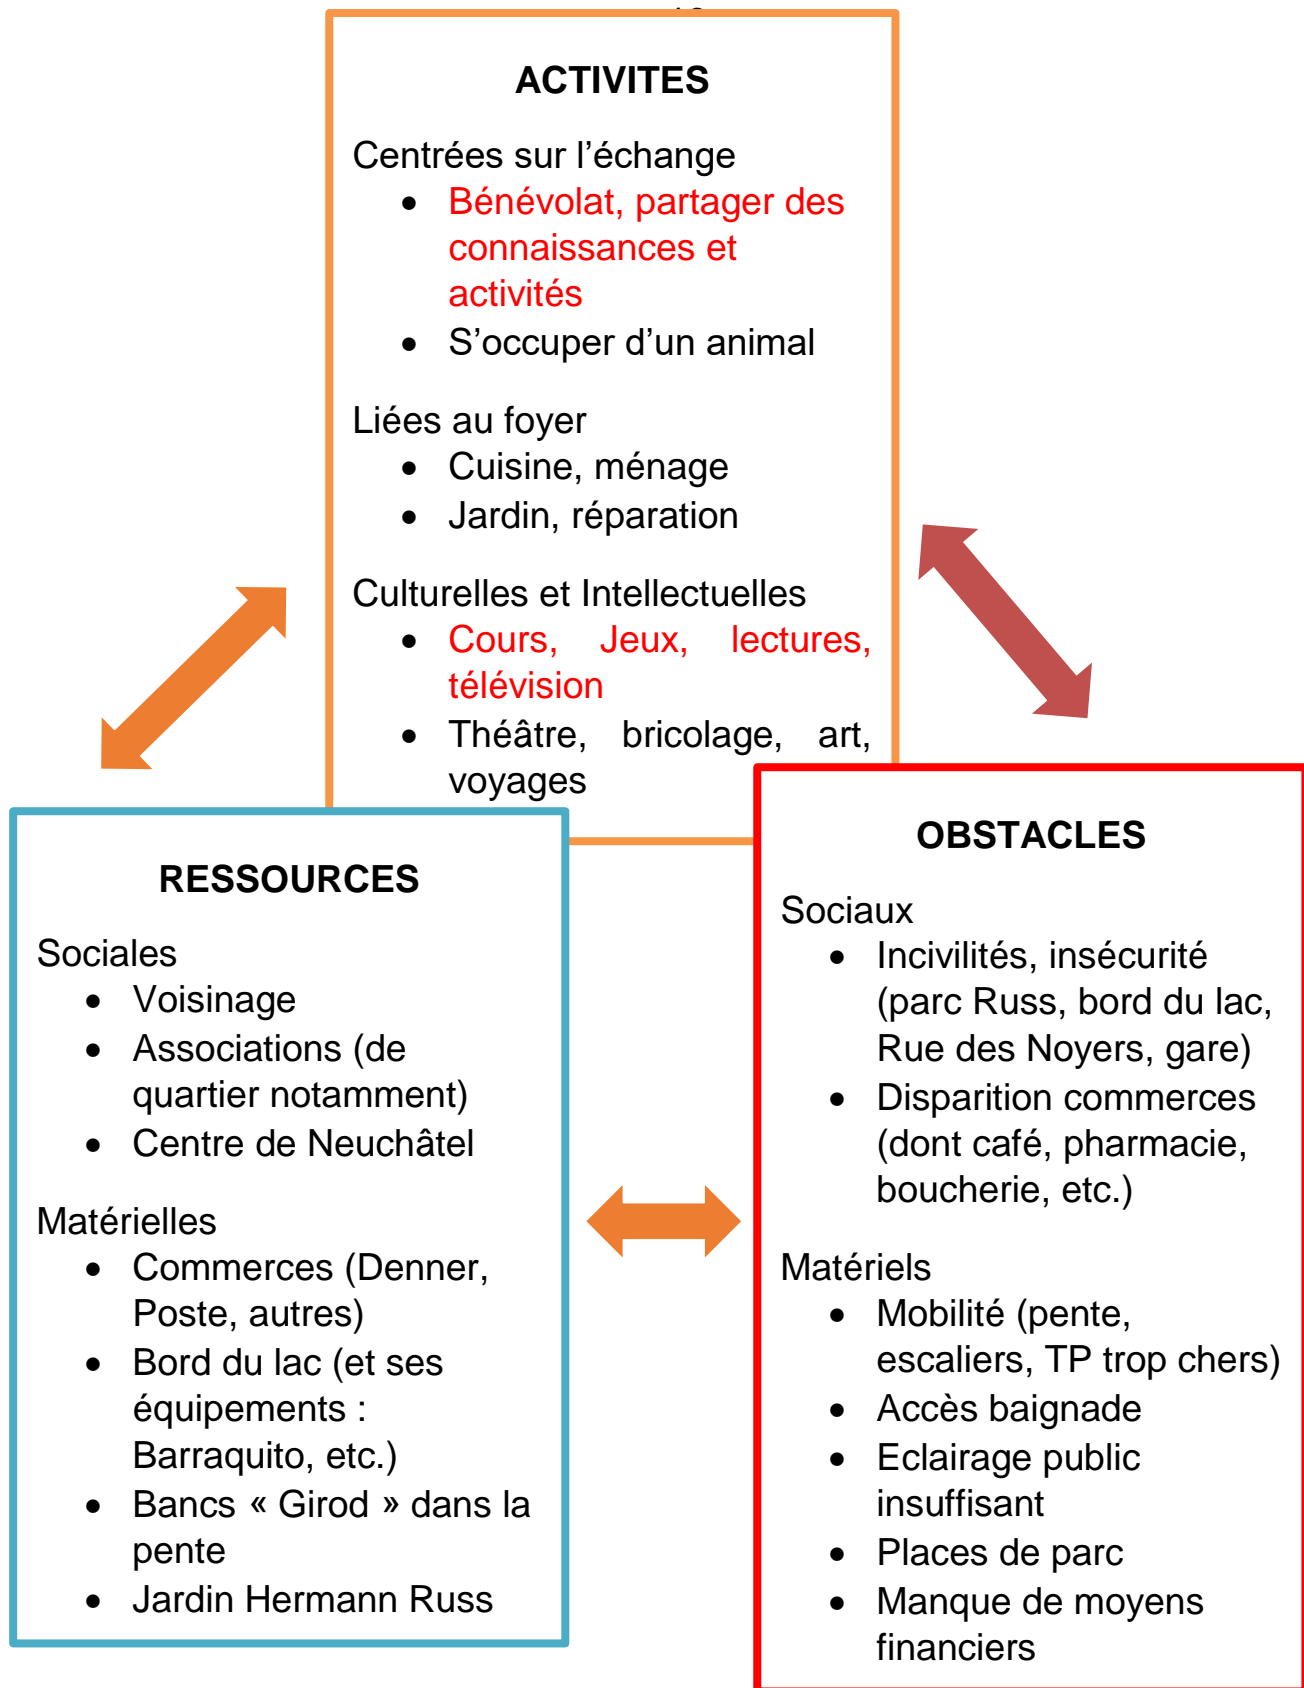 ACTIVITES
Centrées sur l’échange
• Bénévolat, partager des
connaissances et
activités
• S’occuper d’un animal
Liées au foyer
• Cuisine, ménage
• Jardin, réparation
Culturelles et Intellectuelles
• Cours, Jeux, lectures,
télévision
• Théâtre, bricolage, art,
voyages
RESSOURCES
Sociales
• Voisinage
• Associations (de
quartier notamment)
• Centre de Neuchâtel
Matérielles
• Commerces (Denner,
Poste, autres)
• Bord du lac (et ses
équipements :
Barraquito, etc.)
• Bancs « Girod » dans la
pente
• Jardin Hermann Russ
OBSTACLES
Sociaux
• Incivilités, insécurité
(parc Russ, bord du lac,
Rue des Noyers, gare)
• Disparition commerces
(dont café, pharmacie,
boucherie, etc.)
Matériels
• Mobilité (pente,
escaliers, TP trop chers)
• Accès baignade
• Eclairage public
insuffisant
• Places de parc
• Manque de moyens
financiers